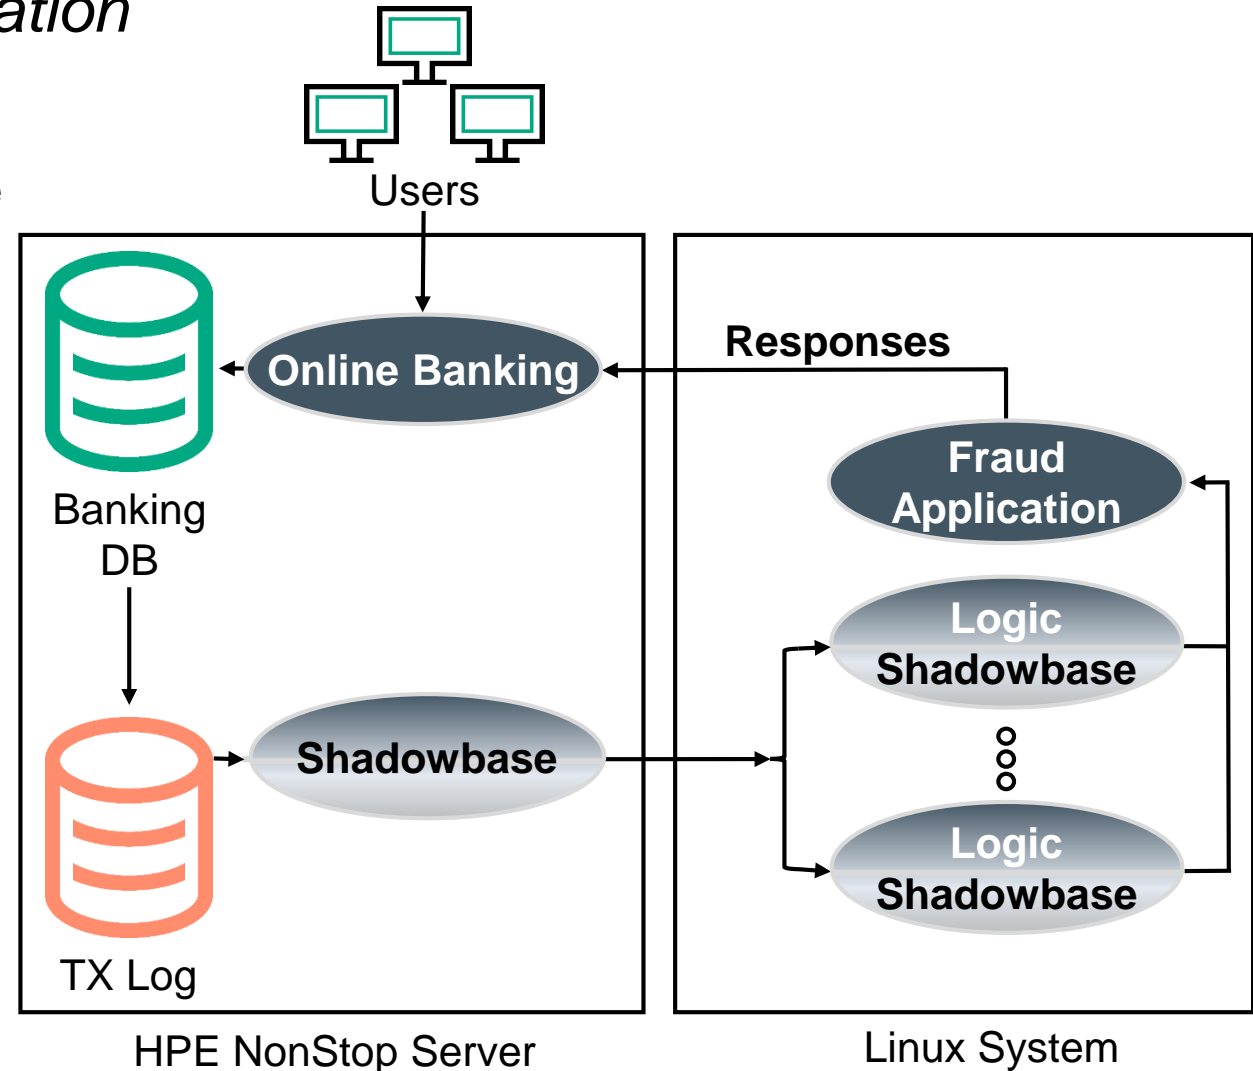 Users
Online Banking
Responses
Fraud
Application
Banking
DB
Logic
Shadowbase
Shadowbase
Logic
Shadowbase
TX Log
HPE NonStop Server
Linux System